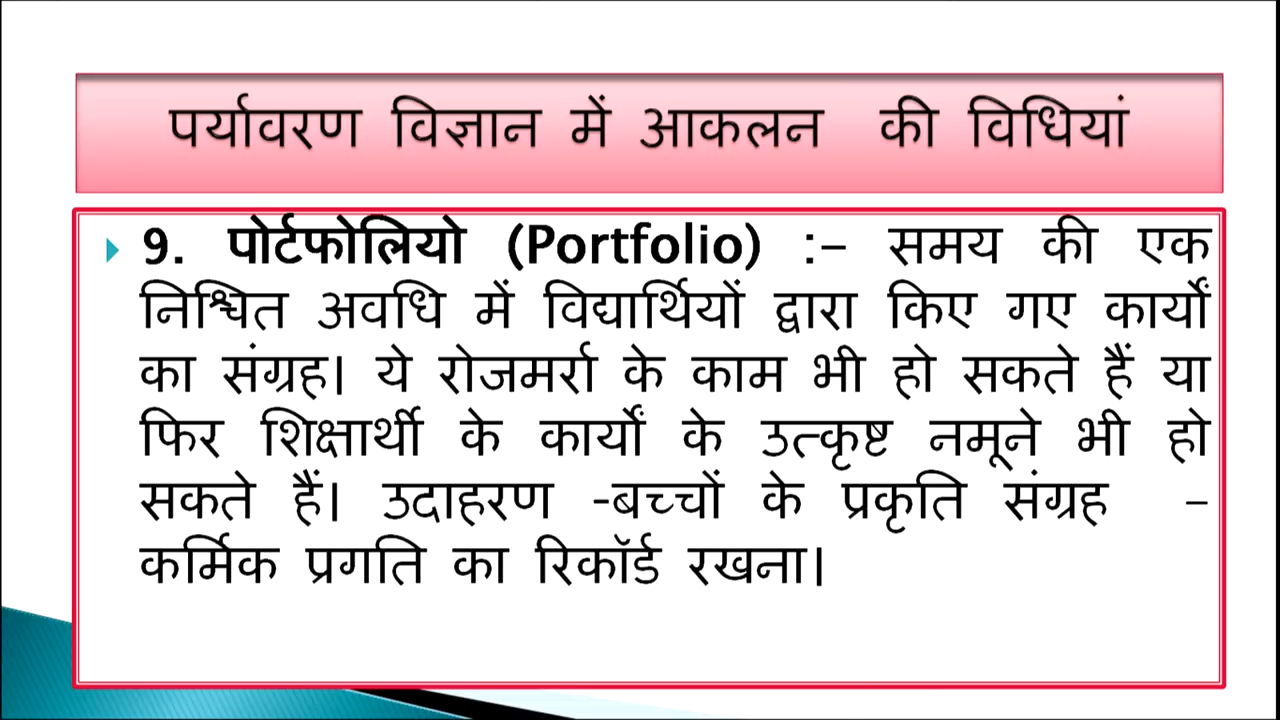 पर्यावरण विज्ञान में आकलन की विधियां
9. पोर्टफोलियो (Portfolio) :– समय की एक
निश्चित अवधि में विद्यार्थियों द्वारा किए गए कार्यों
का संग्रह। ये रोजमर्रा के काम भी हो सकते हैं या
फिर शिक्षार्थी के कार्यों के उत्कृष्ट नमूने भी हो
सकते हैं। उदाहरण -बच्चों के प्रकृति संग्रह –
कर्मिक प्रगति का रिकॉर्ड रखना।